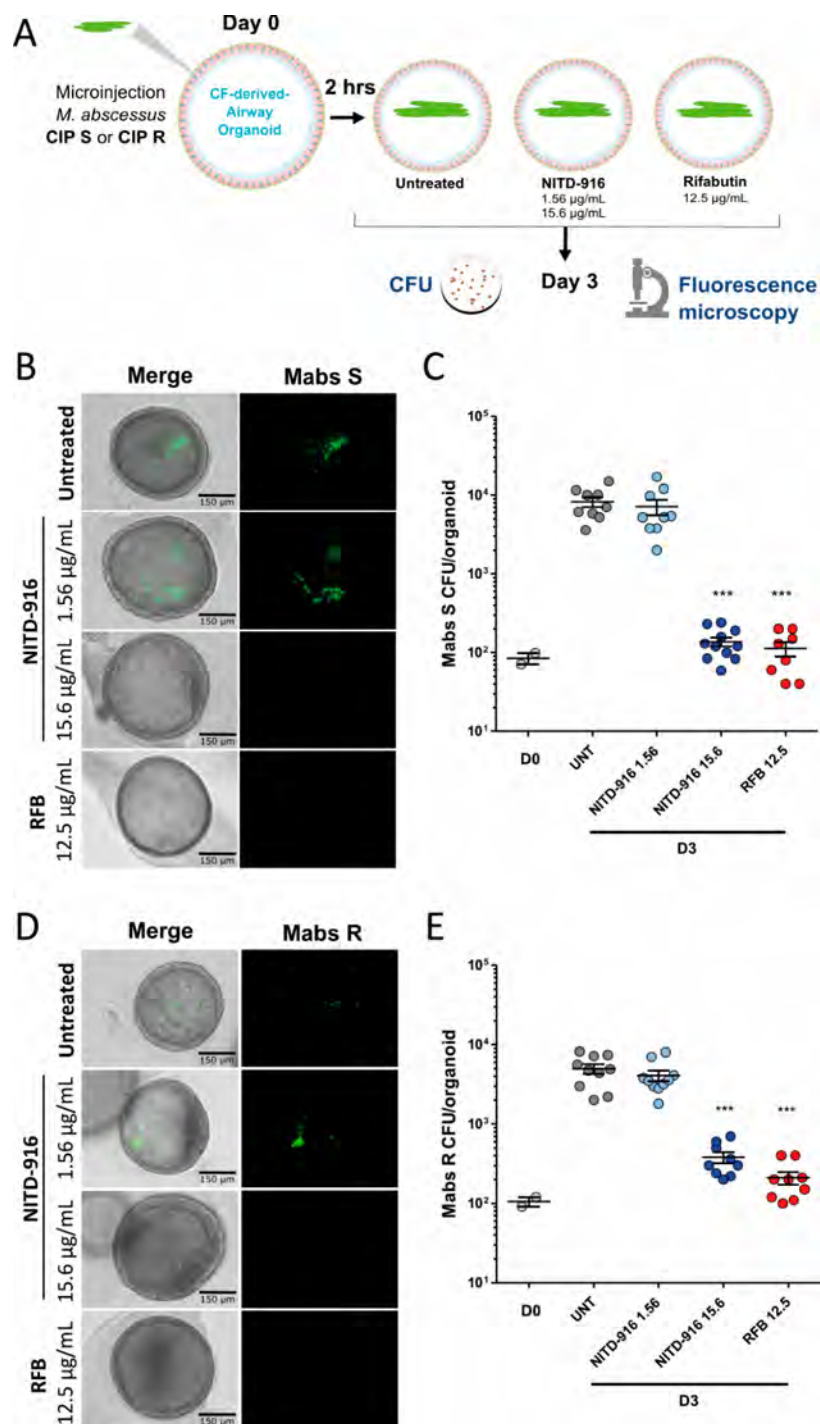 A
Day 0
Microinjection
M. abscessus
CIP S or CIP R
CF-derived-
Airway
Organoid
2 hrs
Untreated
NITD-916
1.56 µg/mL
15.6 µg/mL
Rifabutin
12.5 µg/mL
CFU
Day 3
Fluorescence
microscopy
B
Merge
Mabs S
Untreated
150 µm
NITD-916
1.56 µg/mL
150 µm
15.6 µg/mL
150 µm
RFB
12.5 µg/mL
150 µm
C
Mabs S CFU/organoid
10⁵
10⁴
10³
10²
10¹
***
***
D0
UNT
NITD-916 1.56
NITD-916 15.6
RFB 12.5
D3
D
Merge
Mabs R
Untreated
150 µm
NITD-916
1.56 µg/mL
150 µm
15.6 µg/mL
150 µm
RFB
12.5 µg/mL
150 µm
E
Mabs R CFU/organoid
10⁵
10⁴
10³
10²
10¹
***
***
D0
UNT
NITD-916 1.56
NITD-916 15.6
RFB 12.5
D3